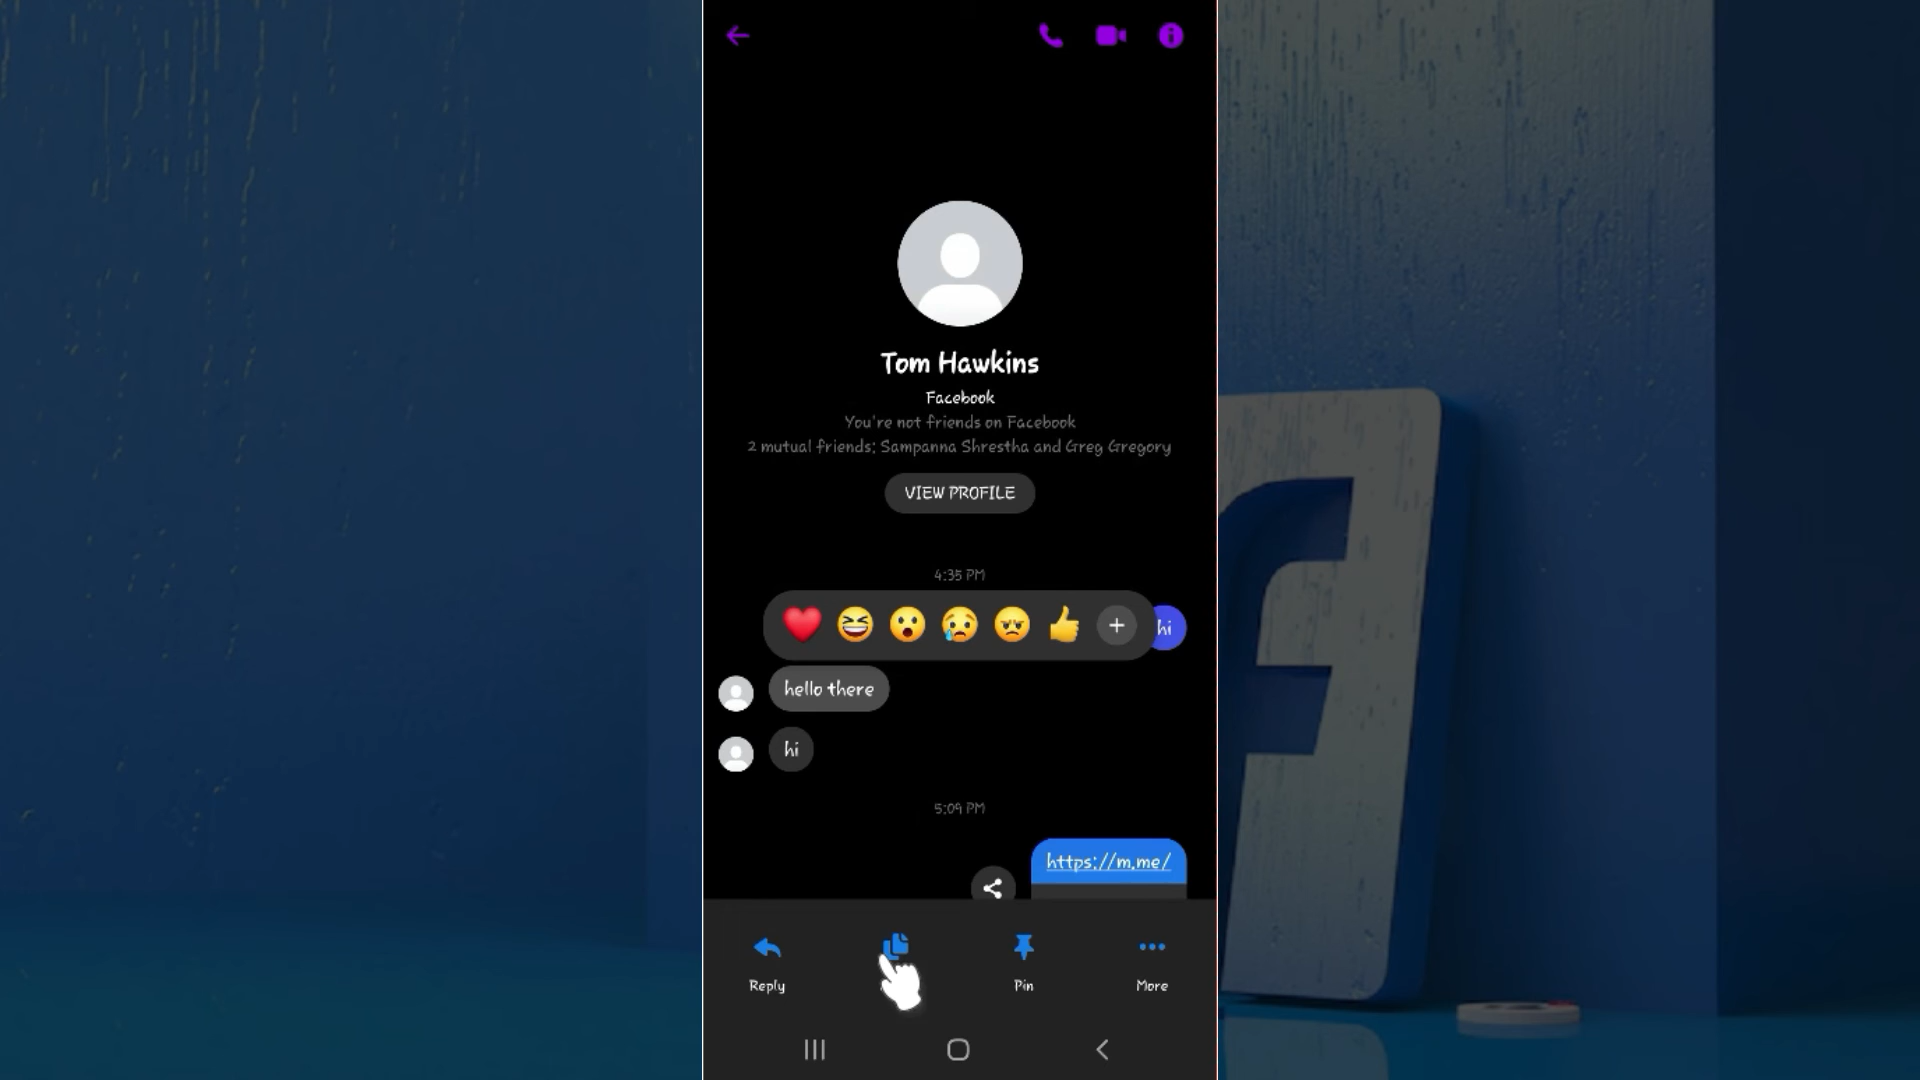 Tom Hawkins
Facebook
You're not friends on Facebook
2 mutual friends: Sampanna Shrestha and Greg Gregory
VIEW PROFILE
4:35 PM
hi
hello there
hi
5:09 PM
https://m.me/
Reply
Pin
More